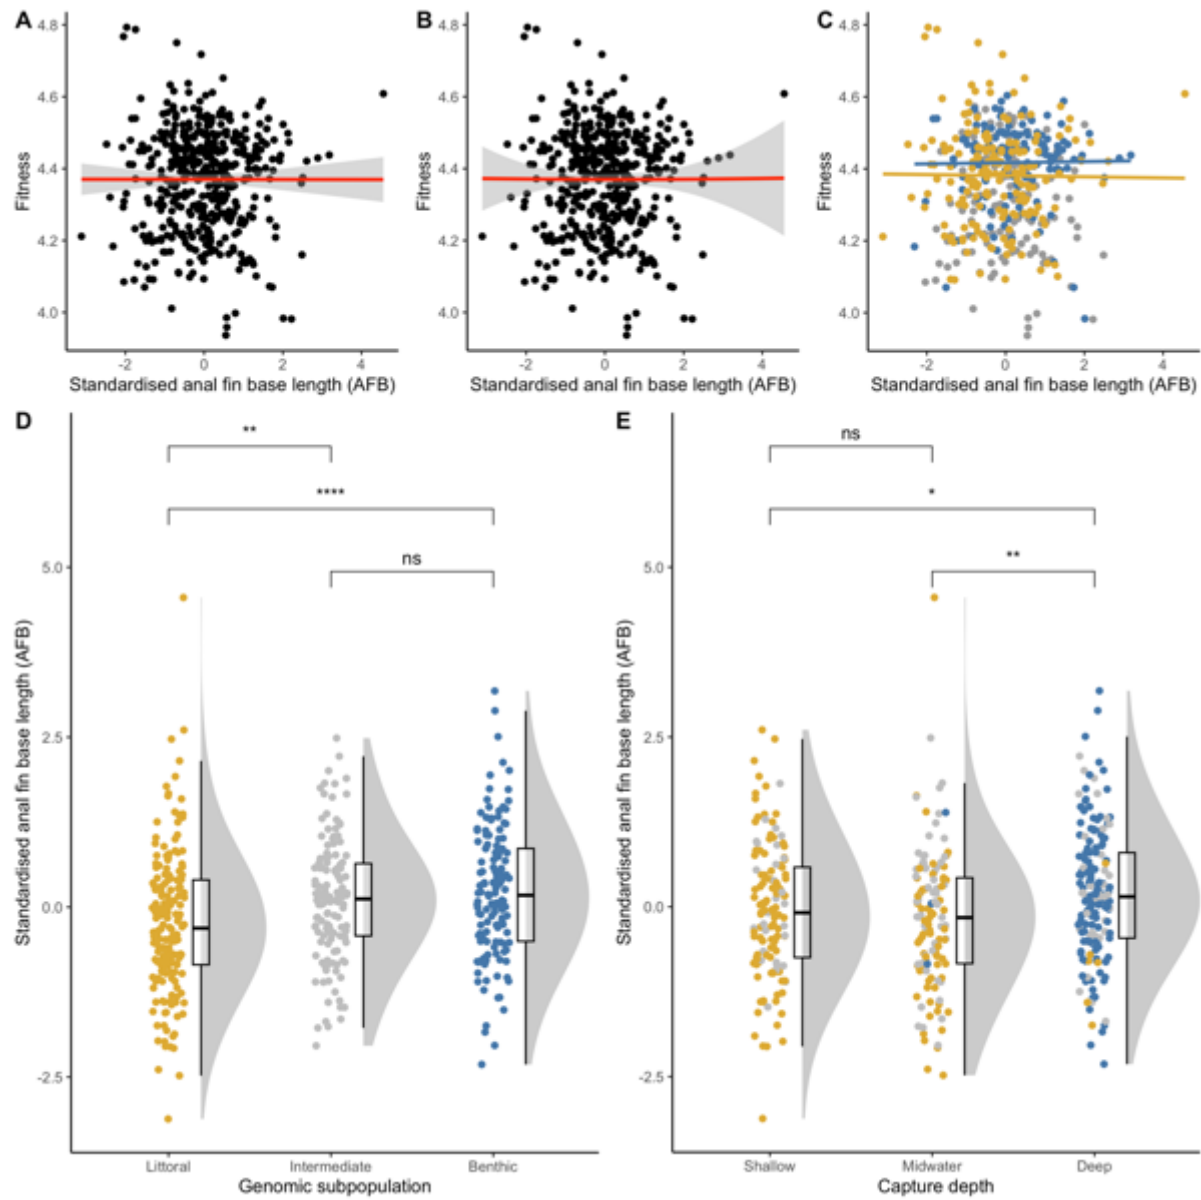 A
4.8
4.6
4.4
4.2
4.0
Fitness
-2
0
2
4
Standardised anal fin base length (AFB)
B
4.8
4.6
4.4
4.2
4.0
Fitness
-2
0
2
4
Standardised anal fin base length (AFB)
C
4.8
4.6
4.4
4.2
4.0
Fitness
-2
0
2
4
Standardised anal fin base length (AFB)
D
**
****
ns
5.0
2.5
0.0
-2.5
Standardised anal fin base length (AFB)
Littoral
Intermediate
Benthic
Genomic subpopulation
E
ns
*
**
5.0
2.5
0.0
-2.5
Standardised anal fin base length (AFB)
Shallow
Midwater
Deep
Capture depth